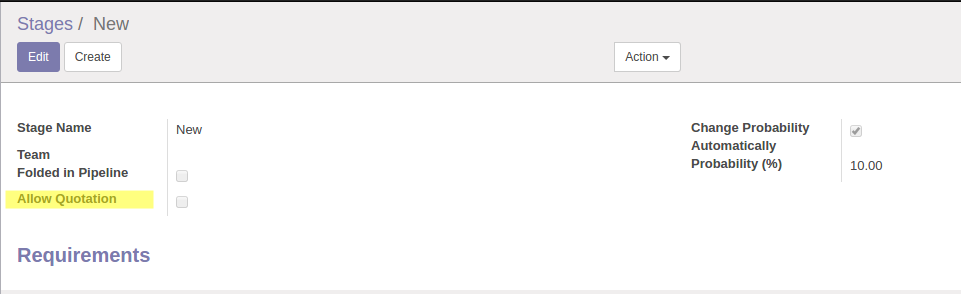 Stages / New
Edit Create Action
Stage Name New
Team
Folded in Pipeline
Allow Quotation
Change Probability
Automatically
Probability (%) 10.00
Requirements